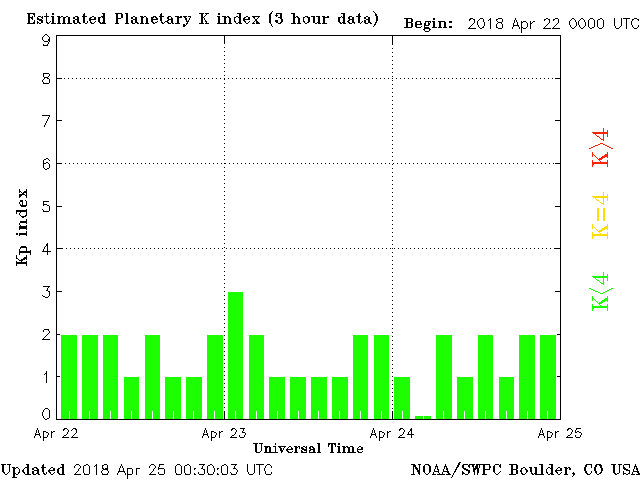 Estimated Planetary K index (3 hour data) Begin: 2018 Apr 22 0000 UTC
9
8
7
6
5
4
3
2
1
0
Kp index
K>4
K=4
K<4
Apr 22 Apr 23 Apr 24 Apr 25
Universal Time
Updated 2018 Apr 25 00:30:03 UTC NOAA/SWPC Boulder, CO USA